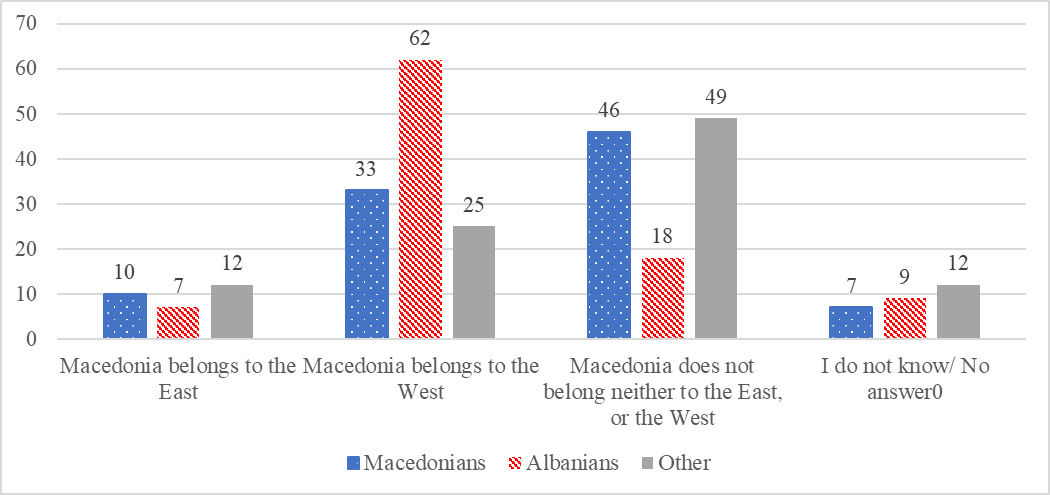 70
60
50
40
30
20
10
0
10
7
12
33
62
25
46
18
49
7
9
12
Macedonia belongs to the
East
Macedonia belongs to the
West
Macedonia does not
belong neither to the East,
or the West
I do not know/ No
answer0
Macedonians
Albanians
Other